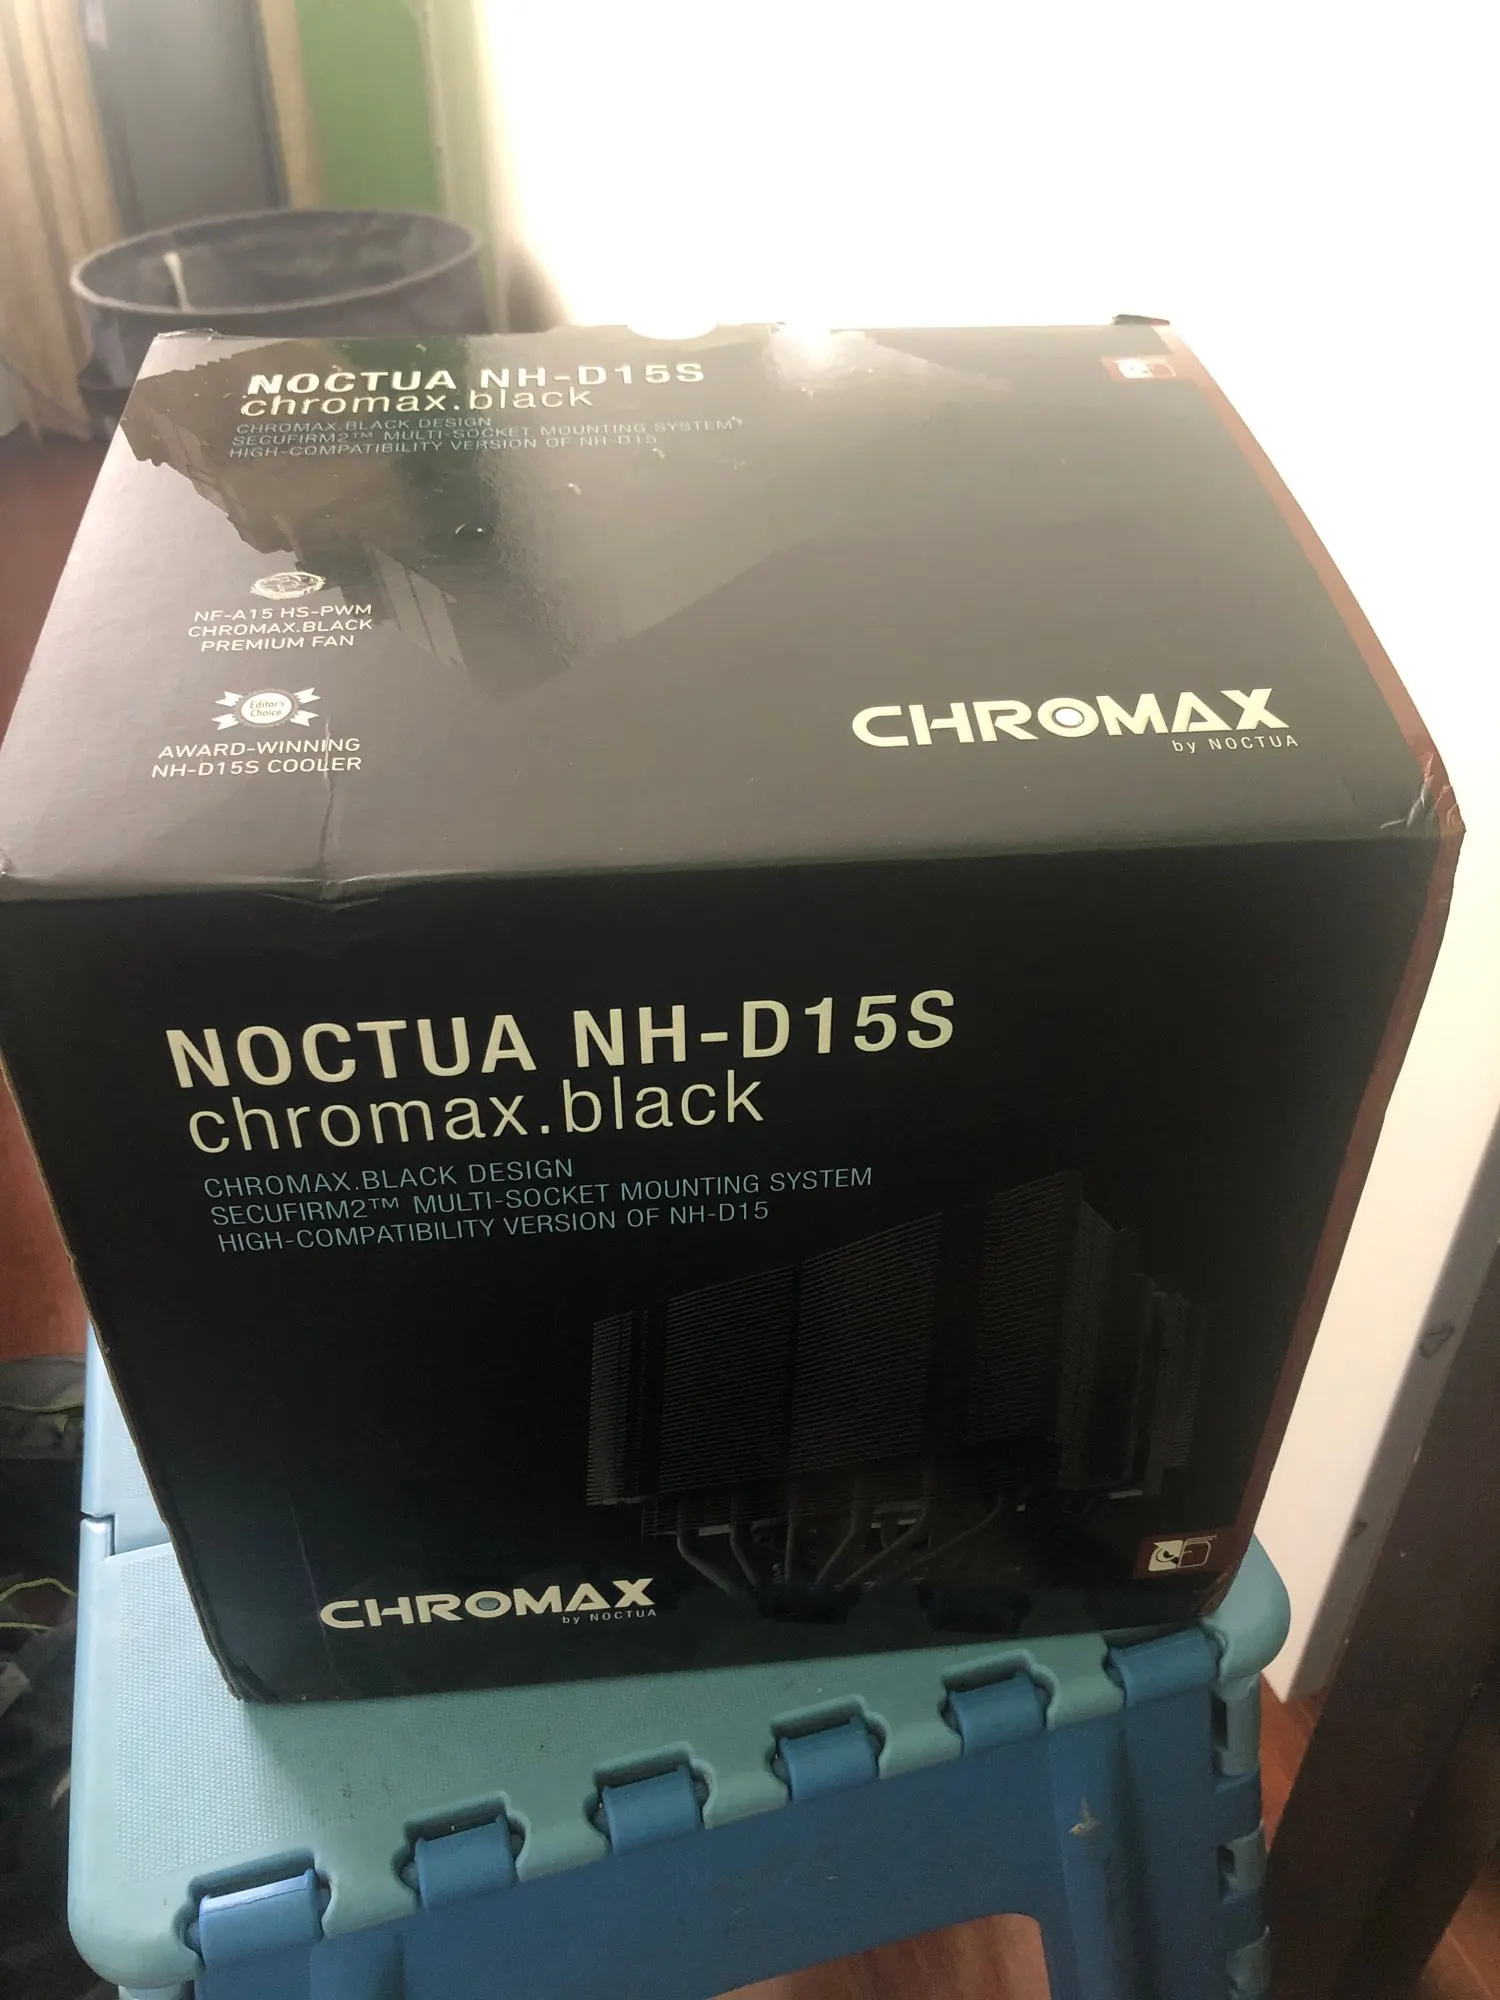 NOCTUA NH-D15S
chromax.black
CHROMAX.BLACK DESIGN
SECUFIRM2™ MULTI-SOCKET MOUNTING SYSTEM
HIGH-COMPATIBILITY VERSION OF NH-D15
NF-A15 HS-PWM
CHROMAX.BLACK
PREMIUM FAN
Editor's
Choice
AWARD-WINNING
NH-D15S COOLER
CHROMAX
by NOCTUA
NOCTUA NH-D15S
chromax.black
CHROMAX.BLACK DESIGN
SECUFIRM2™ MULTI-SOCKET MOUNTING SYSTEM
HIGH-COMPATIBILITY VERSION OF NH-D15
CHROMAX
by NOCTUA